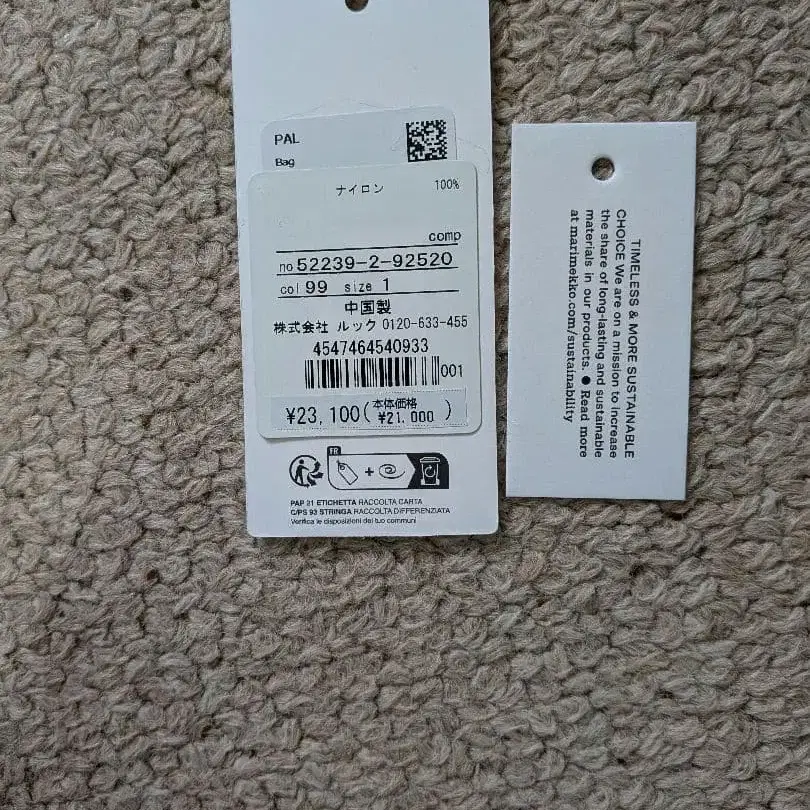 PAL
Bag
ナイロン 100%
comp
no 52239-2-92520
col 99 size 1
中国製
株式会社 ルック 0120-633-455
4547464540933
001
¥23,100(本体価格 ¥21,000)
FR
PAP 21 ETICHETTA RACCOLTA CARTA
C/PS 93 STRINGA RACCOLTA DIFFERENZIATA
Verifica le disposizioni del tuo comuni
TIMELESS & MORE SUSTAINABLE
CHOICE We are on a mission to increase
the share of long-lasting and sustainable
materials in our products. ● Read more
at marimekko.com/sustainability